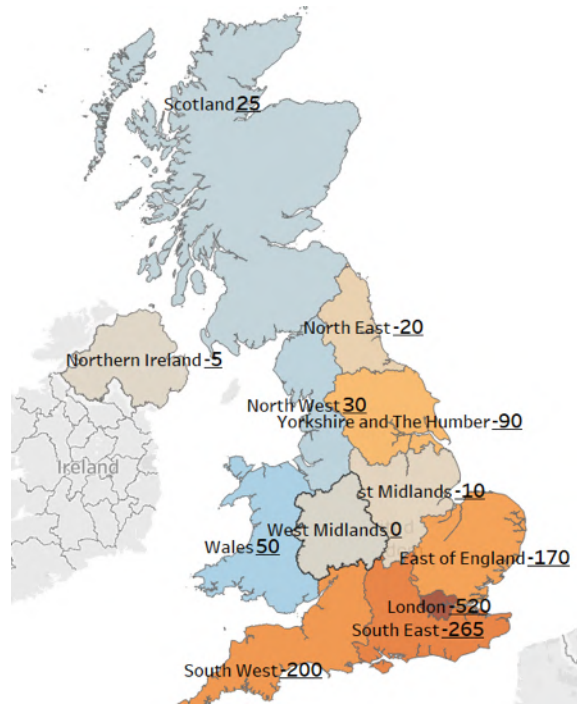 Scotland 25
North East -20
Northern Ireland -5
North West 30
Yorkshire and The Humber -90
Ireland
st Midlands -10
West Midlands 0
Wales 50
East of England -170
London -520
South East -265
South West -200